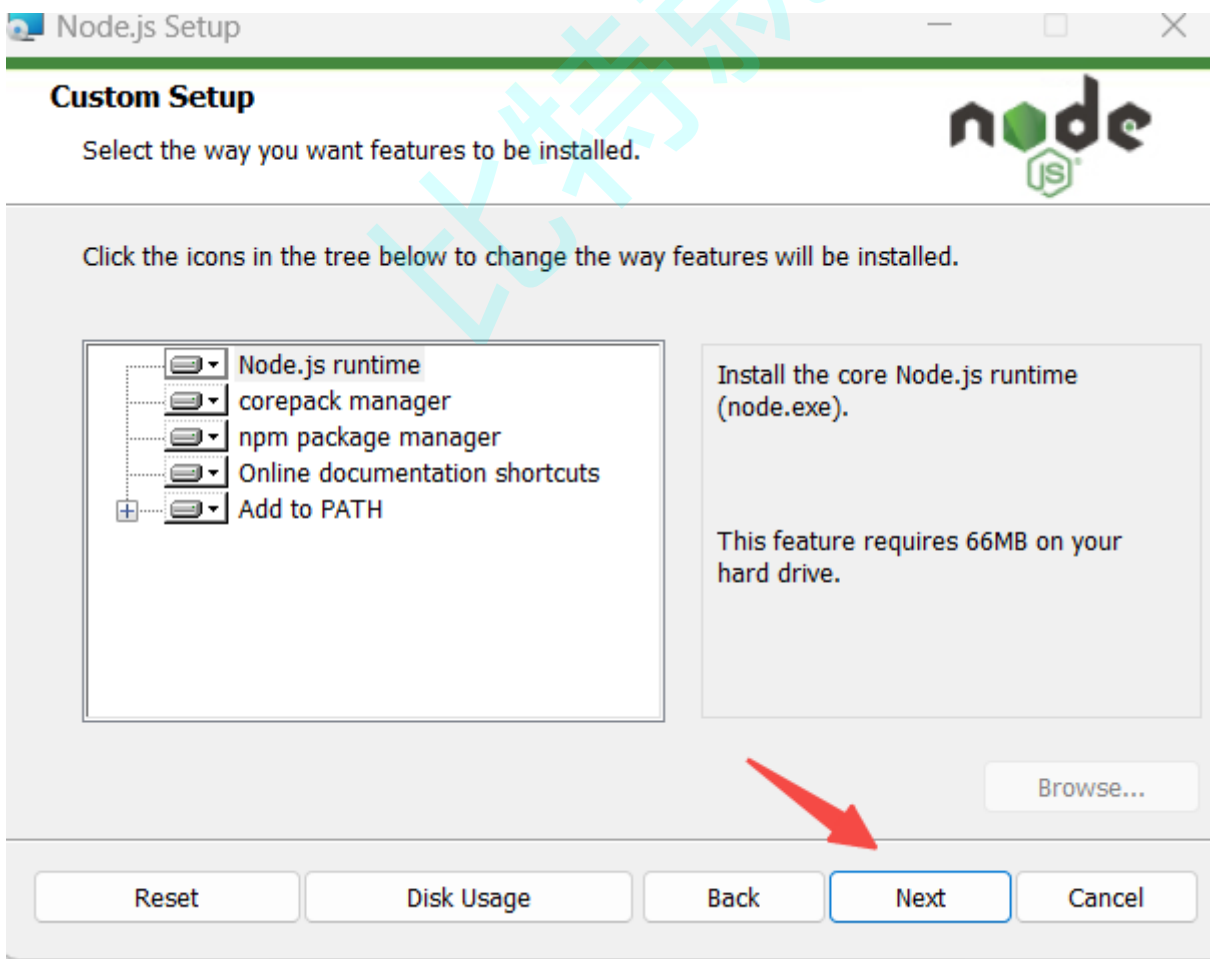 Node.js Setup
Custom Setup
Select the way you want features to be installed.
node
JS
Click the icons in the tree below to change the way features will be installed.
Node.js runtime
corepack manager
npm package manager
Online documentation shortcuts
Add to PATH
Install the core Node.js runtime
(node.exe).
This feature requires 66MB on your
hard drive.
Browse...
Reset
Disk Usage
Back
Next
Cancel
比特